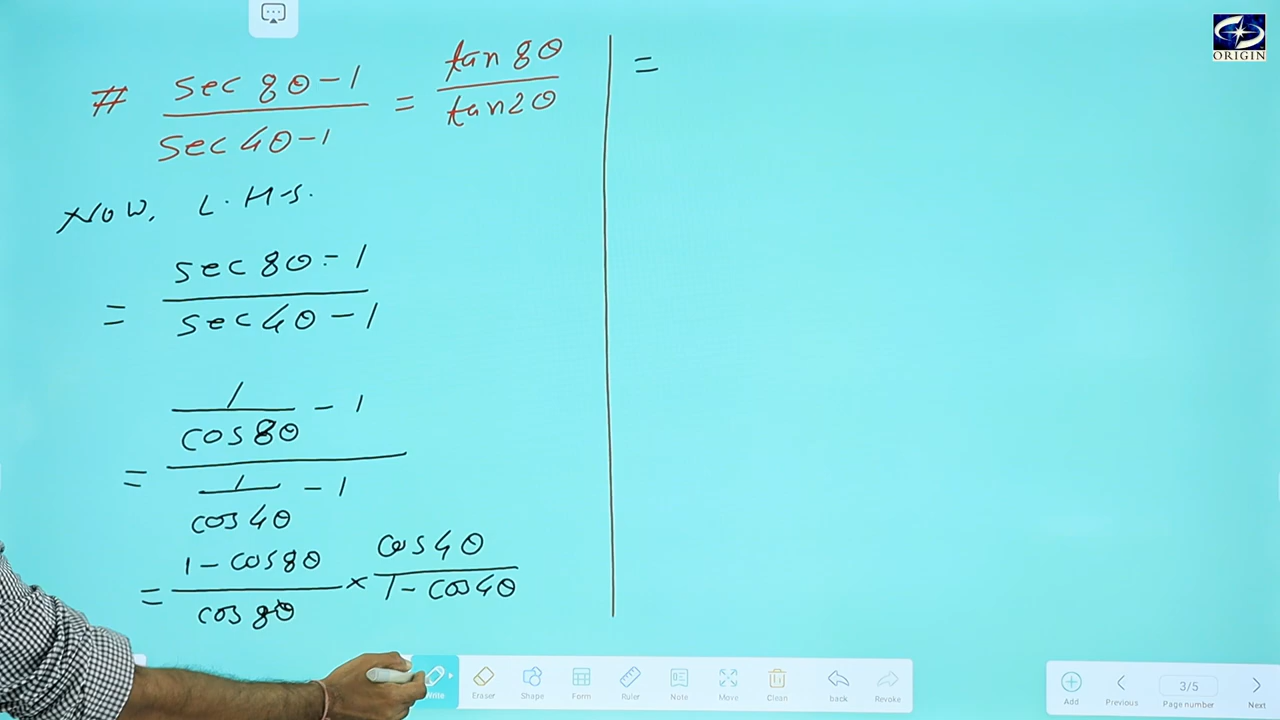 # sec 8θ-1 / sec 4θ-1 = tan 8θ / tan 2θ
Now, L.H.S.
= sec 8θ-1 / sec 4θ-1
= 1/cos 8θ - 1 / 1/cos 4θ - 1
= 1-cos 8θ / cos 8θ × cos 4θ / 1-cos 4θ
=
ORIGIN
Write
Eraser
Shape
Form
Ruler
Note
Move
Clean
back
Revoke
Add
Previous
3/5
Page number
Next